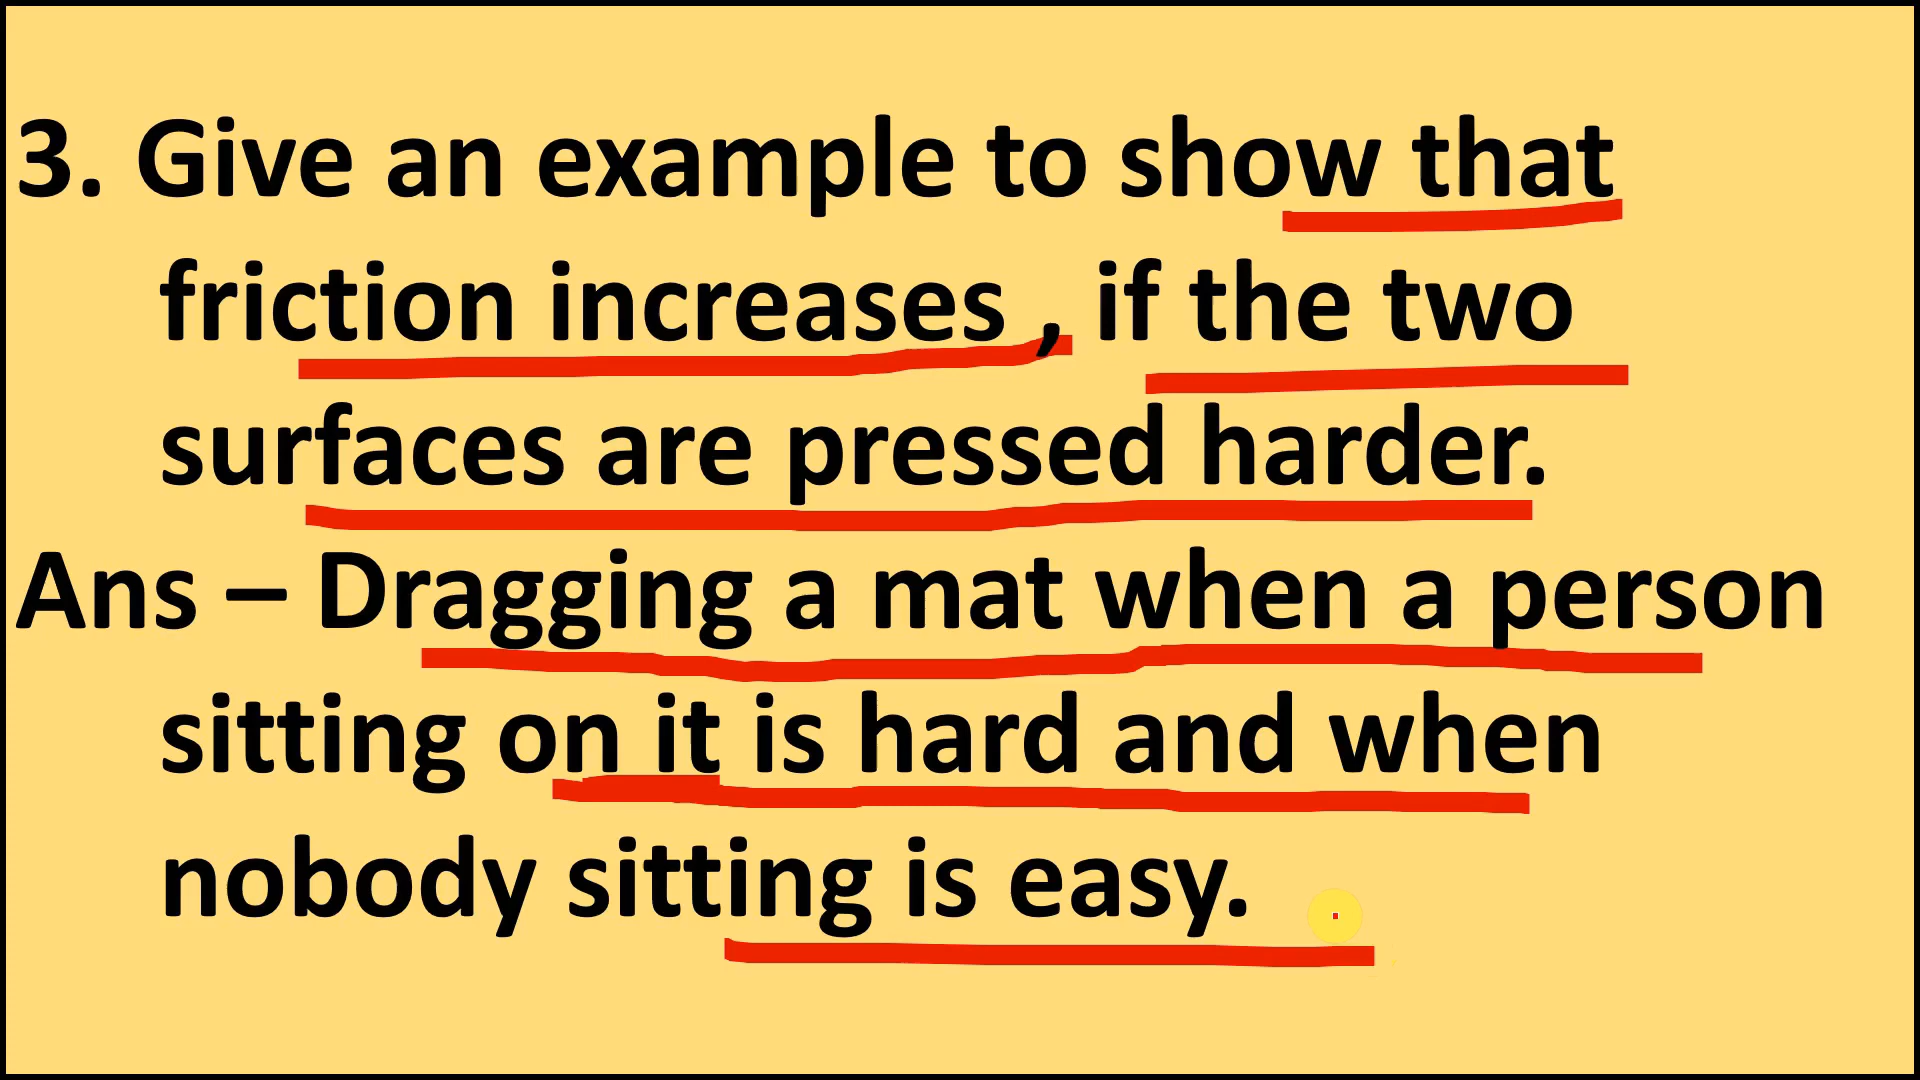 3. Give an example to show that
friction increases , if the two
surfaces are pressed harder.
Ans – Dragging a mat when a person
sitting on it is hard and when
nobody sitting is easy.